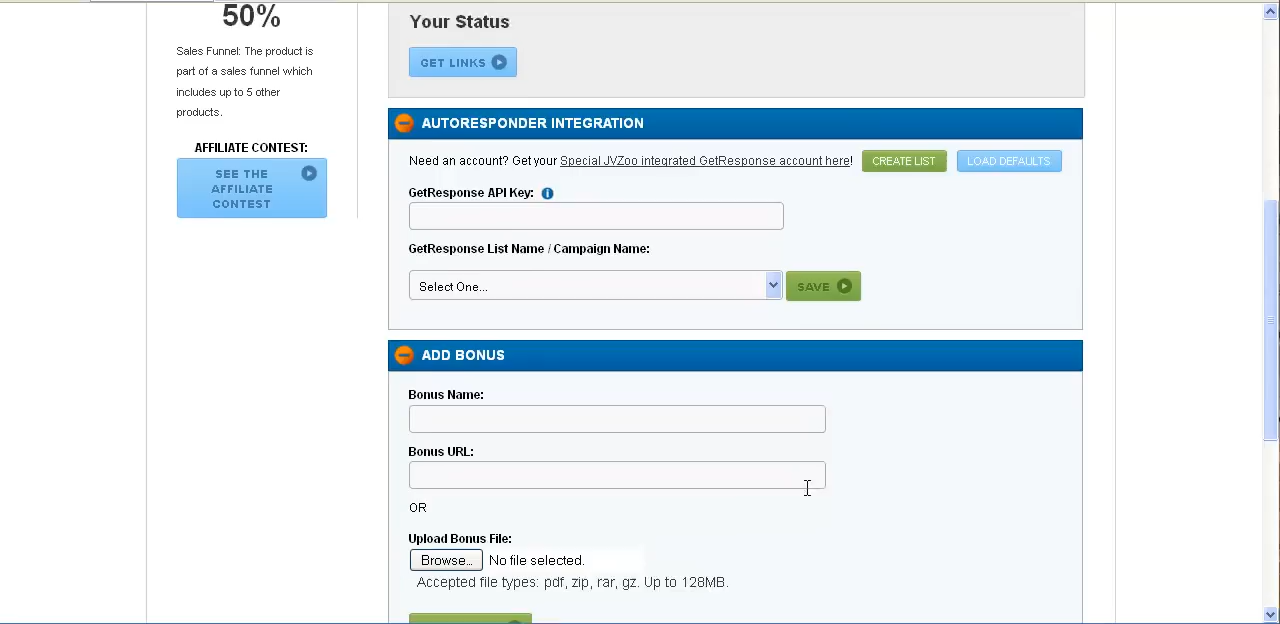 50%
Sales Funnel: The product is
part of a sales funnel which
includes up to 5 other
products.
AFFILIATE CONTEST:
SEE THE
AFFILIATE
CONTEST
Your Status
GET LINKS
AUTORESPONDER INTEGRATION
Need an account? Get your Special JVZoo integrated GetResponse account here! CREATE LIST LOAD DEFAULTS
GetResponse API Key:
GetResponse List Name / Campaign Name:
Select One... SAVE
ADD BONUS
Bonus Name:
Bonus URL:
OR
Upload Bonus File:
Browse... No file selected.
Accepted file types: pdf, zip, rar, gz. Up to 128MB.